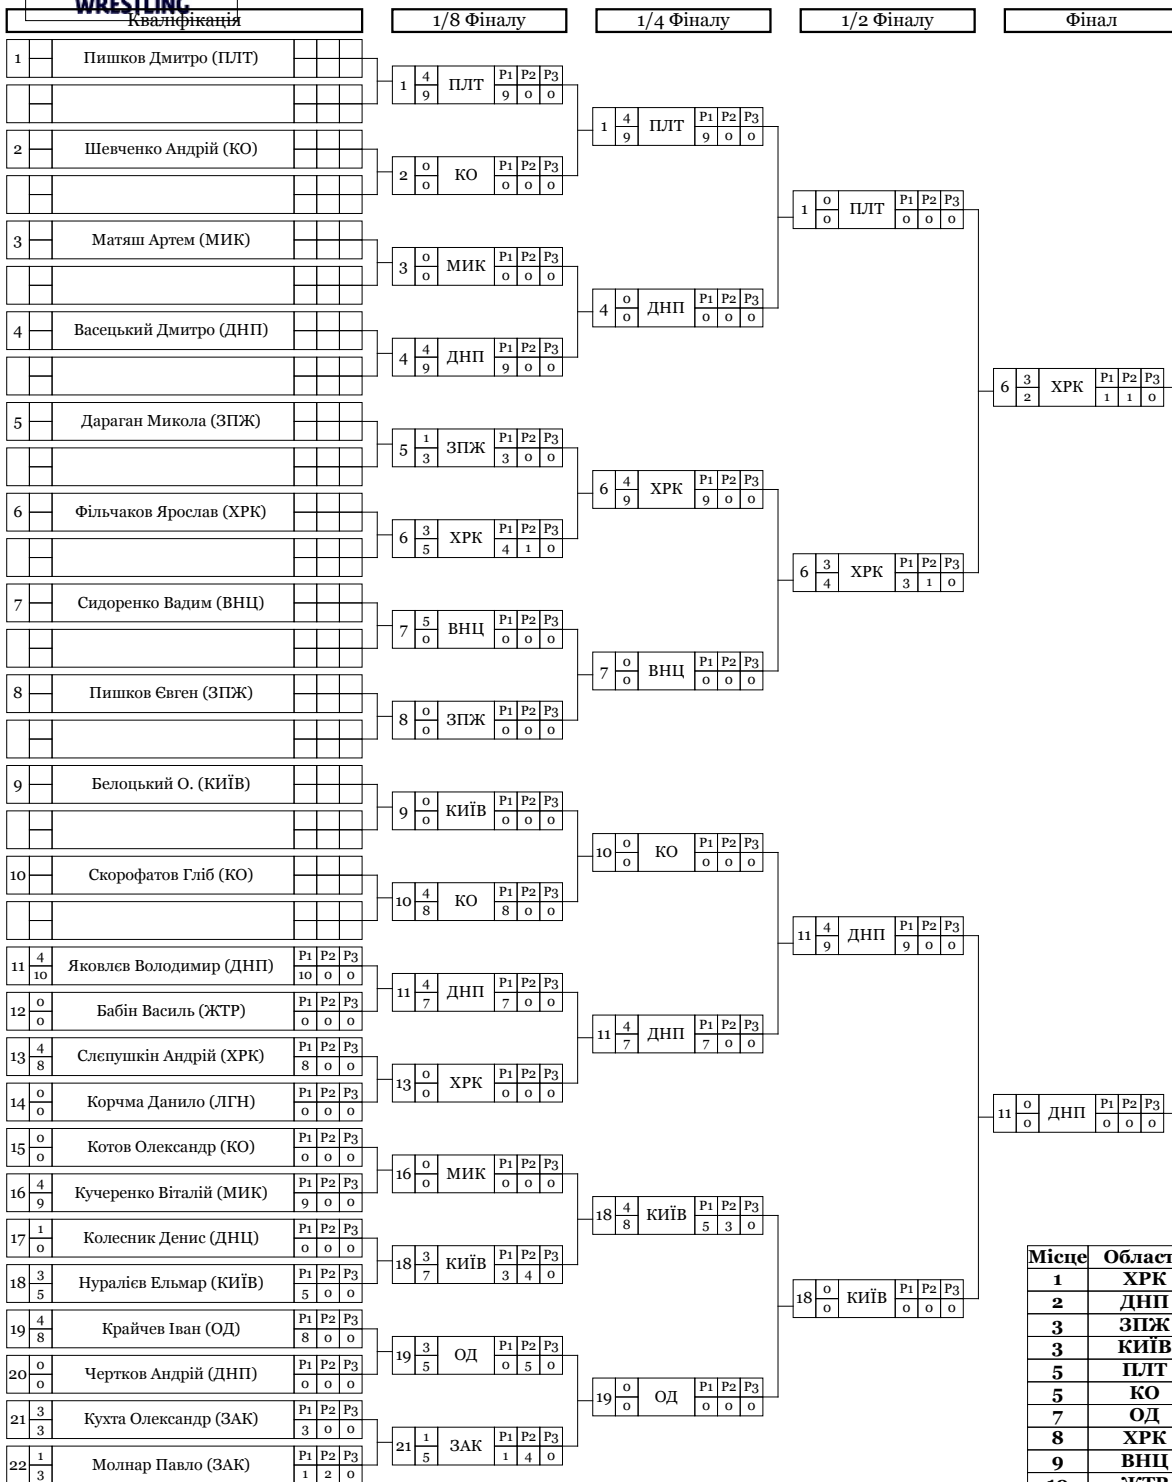 WRESTLING
Кваліфікація
1/8 Фіналу
1/4 Фіналу
1/2 Фіналу
Фінал
1 Пишков Дмитро (ПЛТ)
2 Шевченко Андрій (КО)
3 Матяш Артем (МИК)
4 Васецький Дмитро (ДНП)
5 Дараган Микола (ЗПЖ)
6 Фільчаков Ярослав (ХРК)
7 Сидоренко Вадим (ВНЦ)
8 Пишков Євген (ЗПЖ)
9 Белоцький О. (КИЇВ)
10 Скорофатов Гліб (КО)
11 4 Яковлєв Володимир (ДНП) P1 P2 P3
10 10 0 0
12 0 Бабін Василь (ЖТР) P1 P2 P3
0 0 0 0
13 4 Слєпушкін Андрій (ХРК) P1 P2 P3
8 8 0 0
14 0 Корчма Данило (ЛГН) P1 P2 P3
0 0 0 0
15 0 Котов Олександр (КО) P1 P2 P3
0 0 0 0
16 4 Кучеренко Віталій (МИК) P1 P2 P3
9 9 0 0
17 1 Колесник Денис (ДНЦ) P1 P2 P3
0 0 0 0
18 3 Нуралієв Ельмар (КИЇВ) P1 P2 P3
5 5 0 0
19 4 Крайчев Іван (ОД) P1 P2 P3
8 8 0 0
20 0 Чертков Андрій (ДНП) P1 P2 P3
0 0 0 0
21 3 Кухта Олександр (ЗАК) P1 P2 P3
3 3 0 0
22 1 Молнар Павло (ЗАК) P1 P2 P3
3 1 2 0
1 4 ПЛТ P1 P2 P3
9 9 0 0
2 0 КО P1 P2 P3
0 0 0 0
3 0 МИК P1 P2 P3
0 0 0 0
4 4 ДНП P1 P2 P3
9 9 0 0
5 1 ЗПЖ P1 P2 P3
3 3 0 0
6 3 ХРК P1 P2 P3
5 4 1 0
7 5 ВНЦ P1 P2 P3
0 0 0 0
8 0 ЗПЖ P1 P2 P3
0 0 0 0
9 0 КИЇВ P1 P2 P3
0 0 0 0
10 4 КО P1 P2 P3
8 8 0 0
11 4 ДНП P1 P2 P3
7 7 0 0
13 0 ХРК P1 P2 P3
0 0 0 0
16 0 МИК P1 P2 P3
0 0 0 0
18 3 КИЇВ P1 P2 P3
7 3 4 0
19 3 ОД P1 P2 P3
5 0 5 0
21 1 ЗАК P1 P2 P3
5 1 4 0
1 4 ПЛТ P1 P2 P3
9 9 0 0
4 0 ДНП P1 P2 P3
0 0 0 0
6 4 ХРК P1 P2 P3
9 9 0 0
7 0 ВНЦ P1 P2 P3
0 0 0 0
10 0 КО P1 P2 P3
0 0 0 0
11 4 ДНП P1 P2 P3
7 7 0 0
18 4 КИЇВ P1 P2 P3
8 5 3 0
19 0 ОД P1 P2 P3
0 0 0 0
1 0 ПЛТ P1 P2 P3
0 0 0 0
6 3 ХРК P1 P2 P3
4 3 1 0
11 4 ДНП P1 P2 P3
9 9 0 0
18 0 КИЇВ P1 P2 P3
0 0 0 0
6 3 ХРК P1 P2 P3
2 1 1 0
11 0 ДНП P1 P2 P3
0 0 0 0
Місце Област
1 ХРК
2 ДНП
3 ЗПЖ
3 КИЇВ
5 ПЛТ
5 КО
7 ОД
8 ХРК
9 ВНЦ